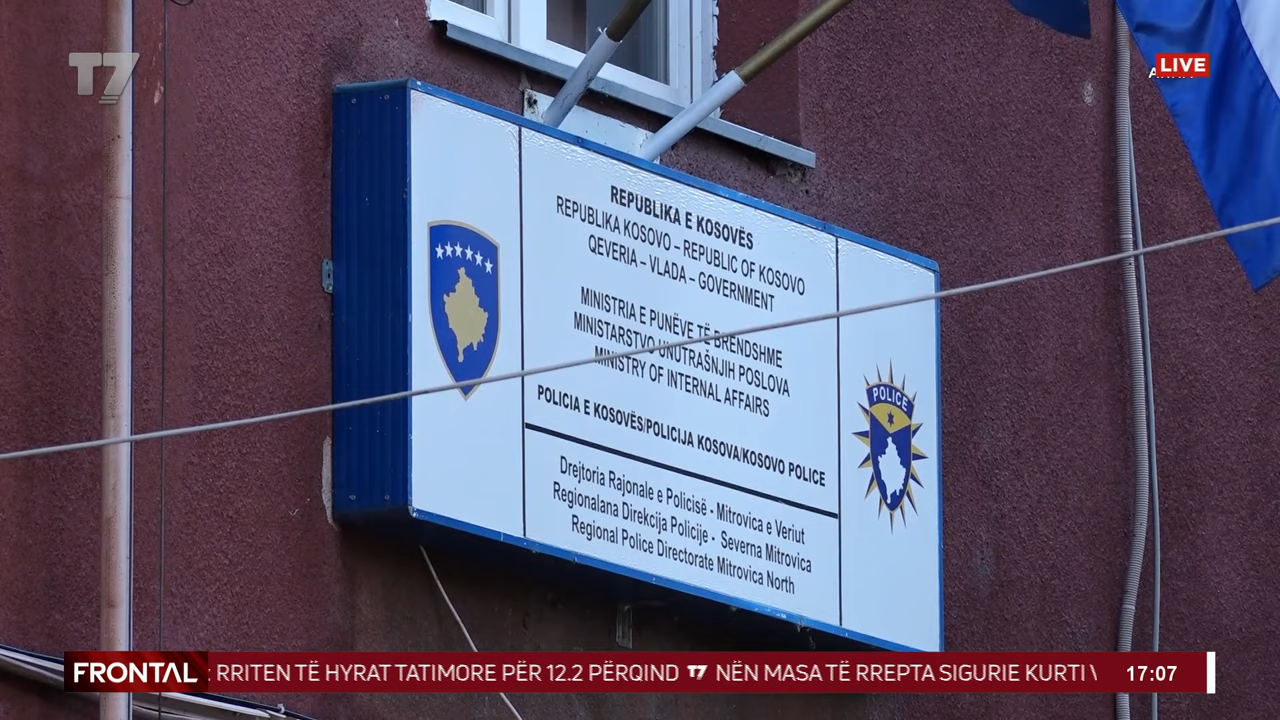 T7
LIVE
REPUBLIKA E KOSOVËS
REPUBLIKA KOSOVO – REPUBLIC OF KOSOVO
QEVERIA – VLADA – GOVERNMENT
MINISTRIA E PUNËVE TË BRENDSHME
MINISTARSTVO UNUTRAŠNJIH POSLOVA
MINISTRY OF INTERNAL AFFAIRS
POLICIA E KOSOVËS/POLICIJA KOSOVA/KOSOVO POLICE
Drejtoria Rajonale e Policisë - Mitrovica e Veriut
Regionalana Direkcija Policije - Severna Mitrovica
Regional Police Directorate Mitrovica North
POLICE
FRONTAL RRITEN TË HYRAT TATIMORE PËR 12.2 PËRQIND T7 NËN MASA TË RREPTA SIGURIE KURTI 17:07